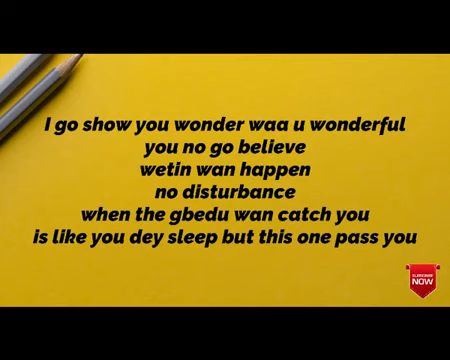 I go show you wonder waa u wonderful
you no go believe
wetin wan happen
no disturbance
when the gbedu wan catch you
is like you dey sleep but this one pass you
SUBSCRIBE
NOW